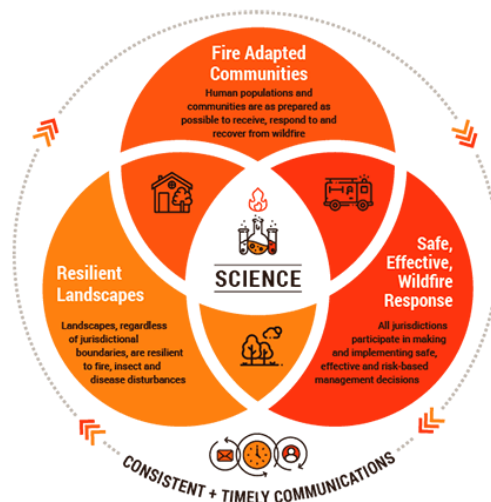 Fire Adapted
Communities
Human populations and
communities are as prepared as
possible to receive, respond to and
recover from wildfire
SCIENCE
Resilient
Landscapes
Landscapes, regardless
of jurisdictional
boundaries, are resilient
to fire, insect and
disease disturbances
Safe,
Effective,
Wildfire
Response
All jurisdictions
participate in making
and implementing safe,
effective and risk-based
management decisions
CONSISTENT + TIMELY COMMUNICATIONS